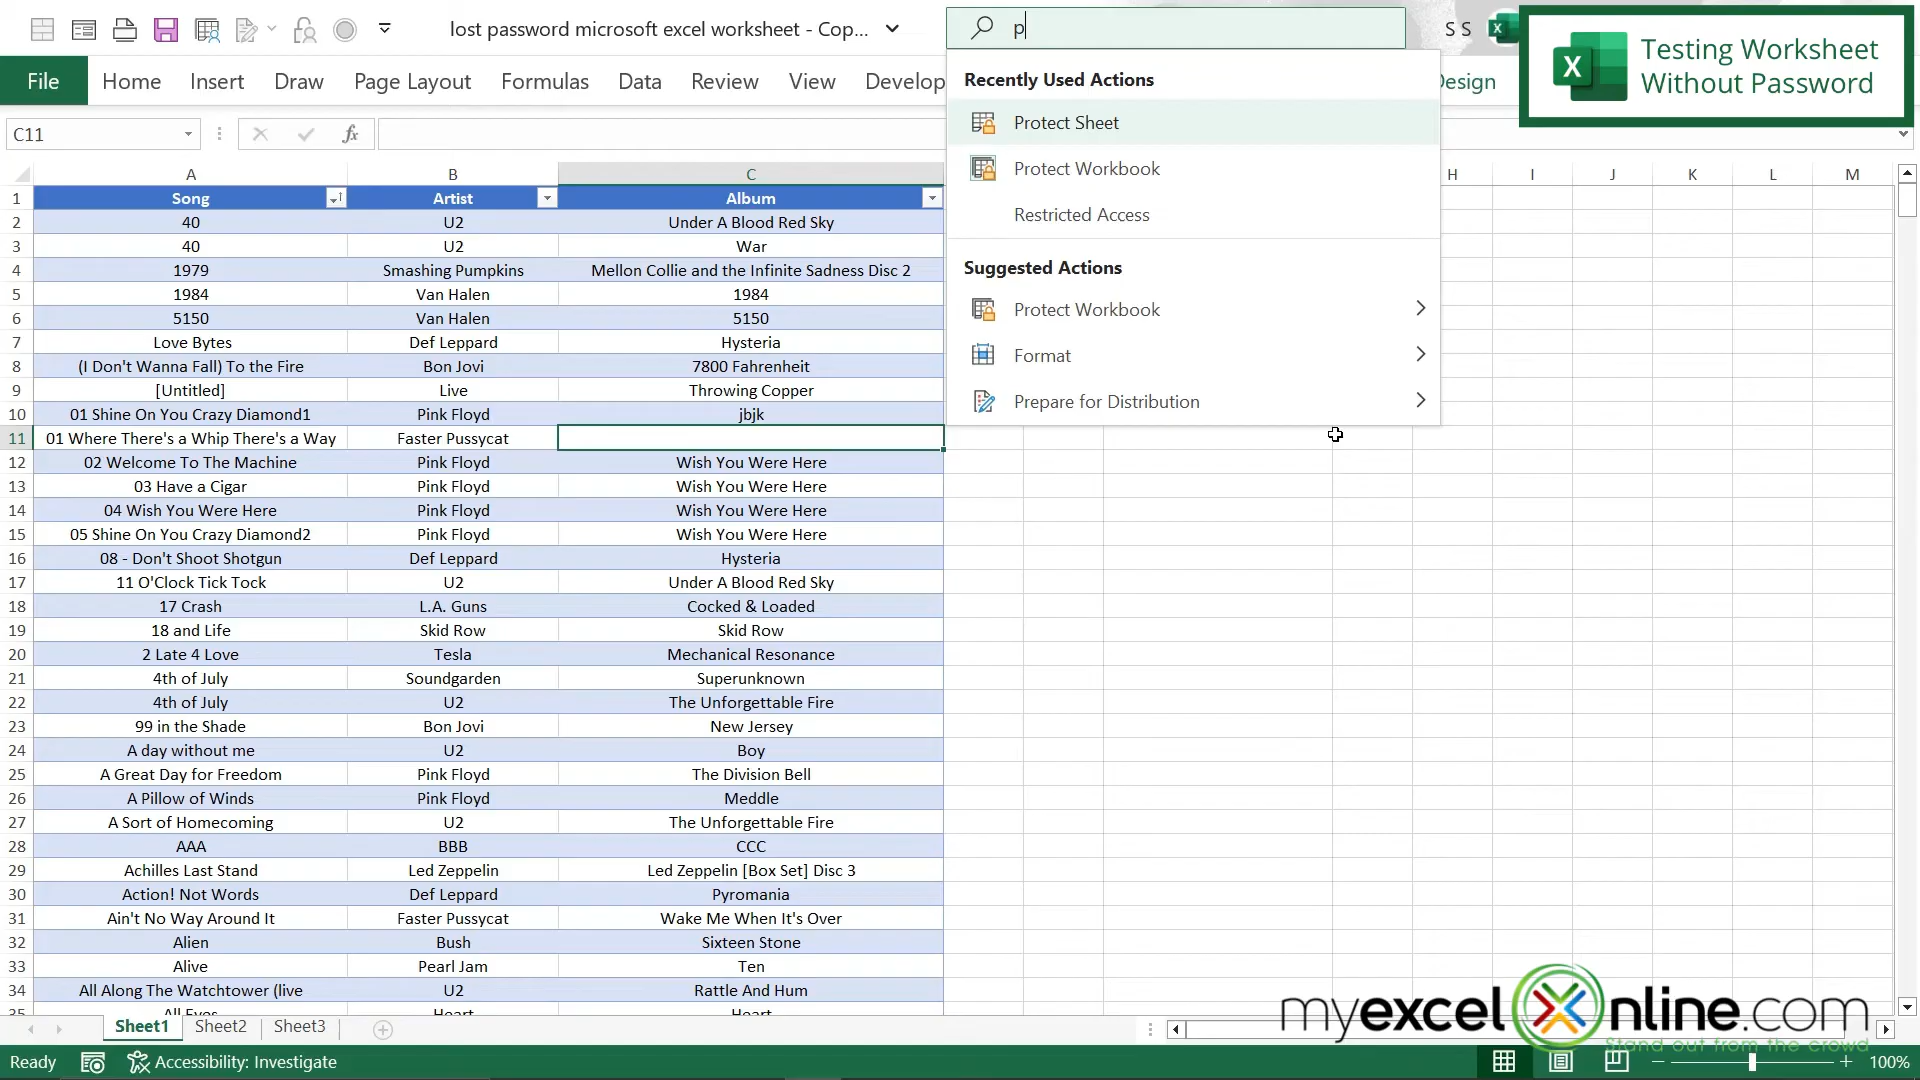 lost password microsoft excel worksheet - Cop...
p
S S
Testing Worksheet
Without Password
File Home Insert Draw Page Layout Formulas Data Review View Develop Design
Recently Used Actions
Protect Sheet
Protect Workbook
Restricted Access
Suggested Actions
Protect Workbook
Format
Prepare for Distribution
C11 fx
A B C H I J K L M
1 Song Artist Album
2 40 U2 Under A Blood Red Sky
3 40 U2 War
4 1979 Smashing Pumpkins Mellon Collie and the Infinite Sadness Disc 2
5 1984 Van Halen 1984
6 5150 Van Halen 5150
7 Love Bytes Def Leppard Hysteria
8 (I Don't Wanna Fall) To the Fire Bon Jovi 7800 Fahrenheit
9 [Untitled] Live Throwing Copper
10 01 Shine On You Crazy Diamond1 Pink Floyd jbjk
11 01 Where There's a Whip There's a Way Faster Pussycat
12 02 Welcome To The Machine Pink Floyd Wish You Were Here
13 03 Have a Cigar Pink Floyd Wish You Were Here
14 04 Wish You Were Here Pink Floyd Wish You Were Here
15 05 Shine On You Crazy Diamond2 Pink Floyd Wish You Were Here
16 08 - Don't Shoot Shotgun Def Leppard Hysteria
17 11 O'Clock Tick Tock U2 Under A Blood Red Sky
18 17 Crash L.A. Guns Cocked & Loaded
19 18 and Life Skid Row Skid Row
20 2 Late 4 Love Tesla Mechanical Resonance
21 4th of July Soundgarden Superunknown
22 4th of July U2 The Unforgettable Fire
23 99 in the Shade Bon Jovi New Jersey
24 A day without me U2 Boy
25 A Great Day for Freedom Pink Floyd The Division Bell
26 A Pillow of Winds Pink Floyd Meddle
27 A Sort of Homecoming U2 The Unforgettable Fire
28 AAA BBB CCC
29 Achilles Last Stand Led Zeppelin Led Zeppelin [Box Set] Disc 3
30 Action! Not Words Def Leppard Pyromania
31 Ain't No Way Around It Faster Pussycat Wake Me When It's Over
32 Alien Bush Sixteen Stone
33 Alive Pearl Jam Ten
34 All Along The Watchtower (live U2 Rattle And Hum
35 All Eyes Heart Heart
Sheet1 Sheet2 Sheet3
myexcelonline.com
Stand out from the crowd
Ready Accessibility: Investigate 100%